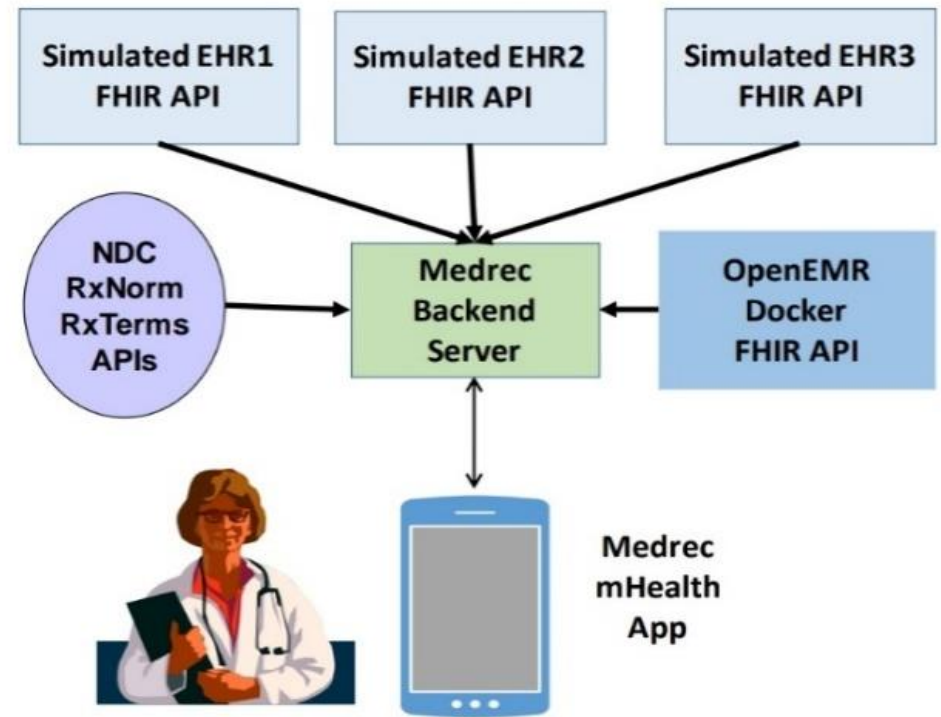 Simulated EHR1
FHIR API
Simulated EHR2
FHIR API
Simulated EHR3
FHIR API
NDC
RxNorm
RxTerms
APIs
Medrec
Backend
Server
OpenEMR
Docker
FHIR API
Medrec
mHealth
App